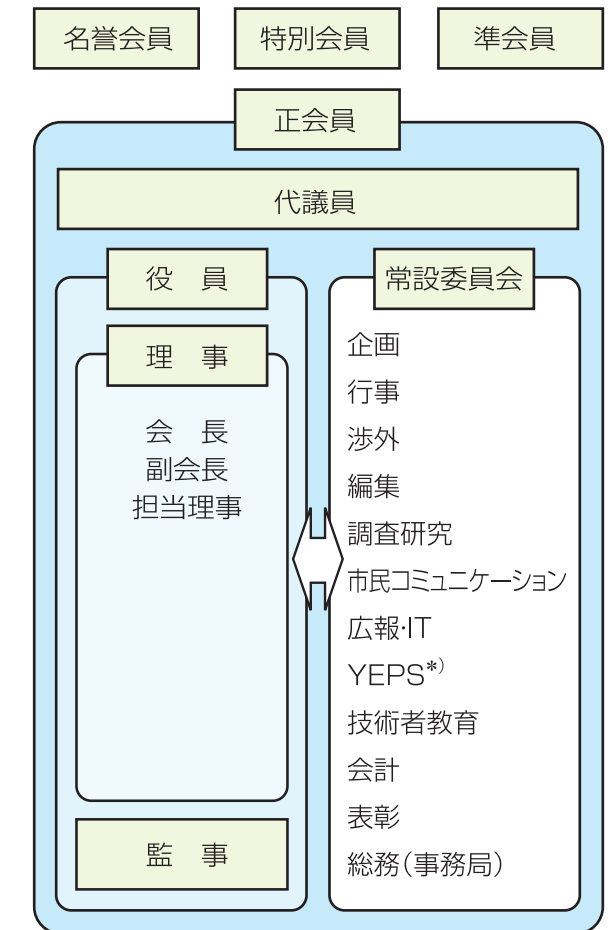 名誉会員
特別会員
準会員
正会員
代議員
役　員
理　事
会　長
副会長
担当理事
監　事
常設委員会
企画
行事
渉外
編集
調査研究
市民コミュニケーション
広報・IT
YEPS*)
技術者教育
会計
表彰
総務(事務局)